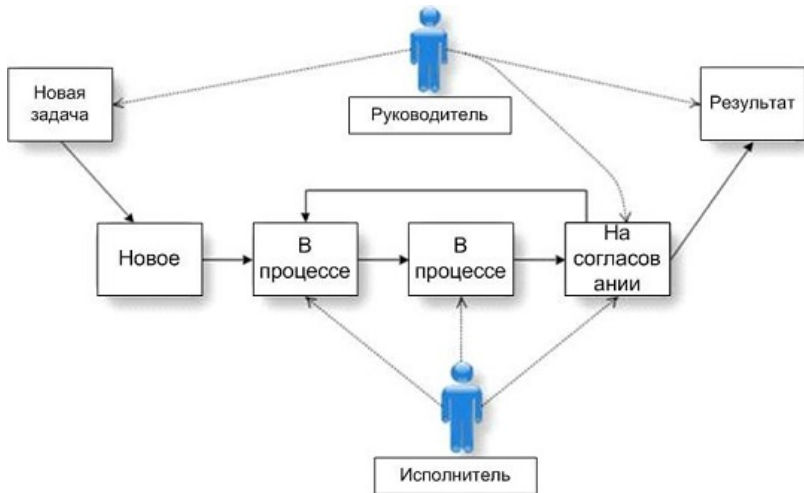 Новая
задача
Руководитель
Результат
Новое
В
процессе
В
процессе
На
согласов
ании
Исполнитель